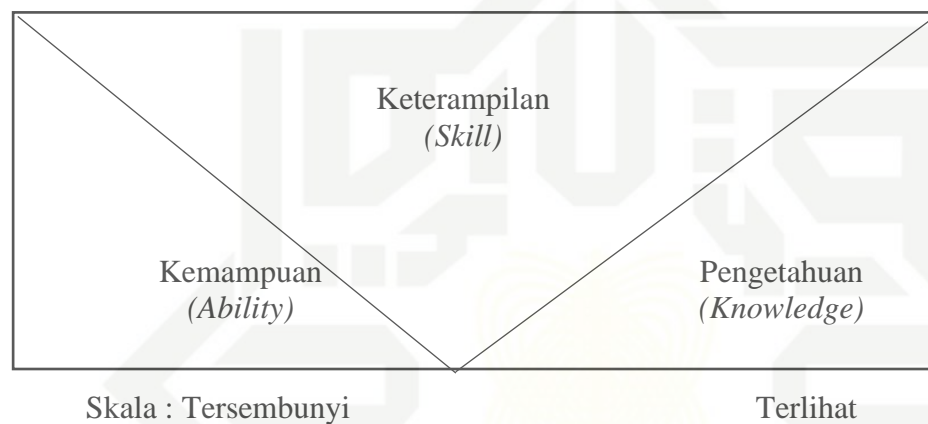 Keterampilan
(Skill)
Kemampuan
(Ability)
Pengetahuan
(Knowledge)
Skala : Tersembunyi
Terlihat